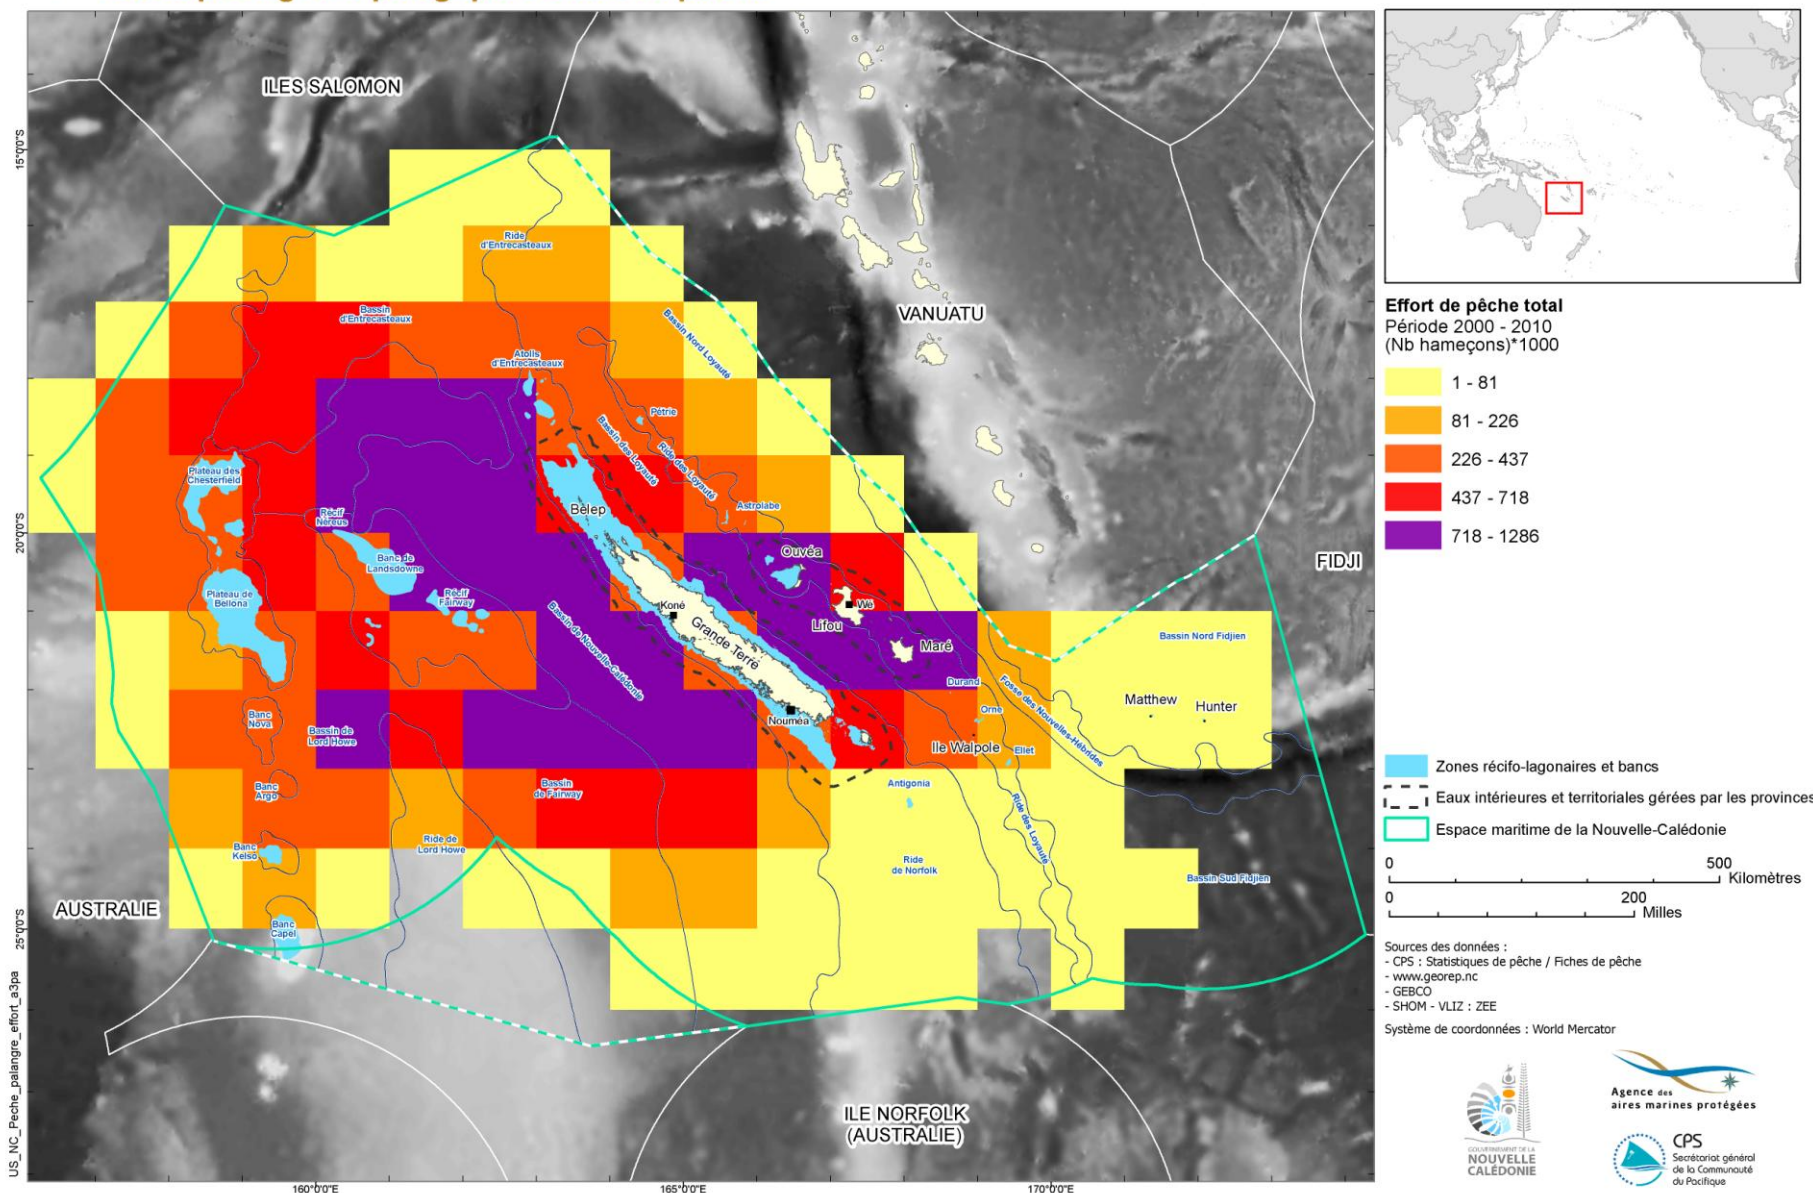 ILES SALOMON
VANUATU
FIDJI
AUSTRALIE
ILE NORFOLK
(AUSTRALIE)
Ride
d'Entrecasteaux
Bassin
d'Entrecasteaux
Atolls
d'Entrecasteaux
Bassin Nord Loyauté
Pétrie
Bassin des Loyauté
Ride des Loyauté
Astrolabe
Plateau des
Chesterfield
Bélep
Récif
Néreus
Banc de
Landsdowne
Ouvéa
Plateau de
Bellona
Récif
Fairway
Koné
Wé
Lifou
Grande Terre
Maré
Bassin Nord Fidjien
Bassin de Nouvelle-Calédonie
Durand
Fosse des Nouvelles-Hébrides
Matthew
Hunter
Banc
Nova
Bassin de
Lord Howe
Nouméa
Orne
Ile Walpole
Ellet
Banc
Argo
Bassin
de Fairway
Antigonia
Ride des Loyauté
Banc
Kelso
Ride de
Lord Howe
Ride
de Norfolk
Bassin Sud Fidjien
Banc
Capel
15°0'0"S
20°0'0"S
25°0'0"S
160°0'0"E
165°0'0"E
170°0'0"E
US_NC_Peche_palangre_effort_a3pa
Effort de pêche total
Période 2000 - 2010
(Nb hameçons)*1000
1 - 81
81 - 226
226 - 437
437 - 718
718 - 1286
Zones récifo-lagonaires et bancs
Eaux intérieures et territoriales gérées par les provinces
Espace maritime de la Nouvelle-Calédonie
0 500
Kilomètres
0 200
Milles
Sources des données :
- CPS : Statistiques de pêche / Fiches de pêche
- www.georep.nc
- GEBCO
- SHOM - VLIZ : ZEE
Système de coordonnées : World Mercator
GOUVERNEMENT DE LA
NOUVELLE
CALÉDONIE
Agence des
aires marines protégées
CPS
Secrétariat général
de la Communauté
du Pacifique